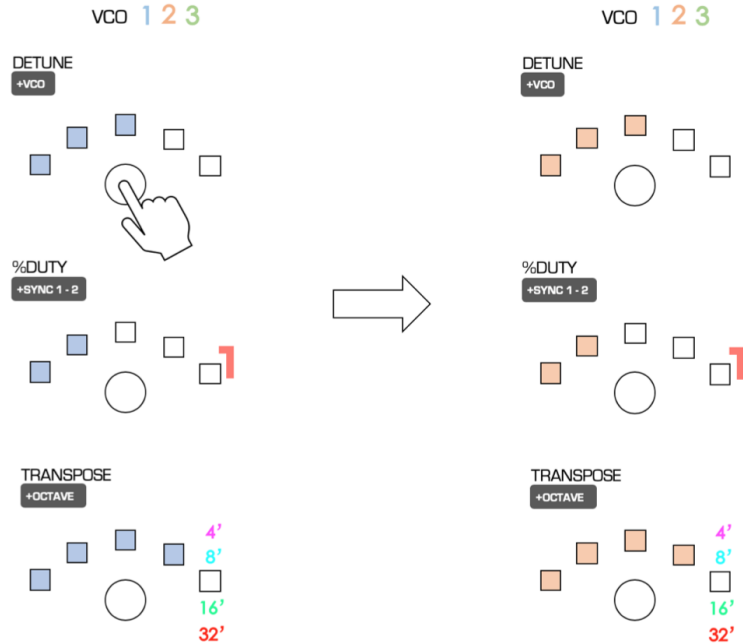 VCO 1 2 3
DETUNE
+VCO
%DUTY
+SYNC 1 - 2
TRANSPOSE
+OCTAVE
4’
8’
16’
32’
VCO 1 2 3
DETUNE
+VCO
%DUTY
+SYNC 1 - 2
TRANSPOSE
+OCTAVE
4’
8’
16’
32’